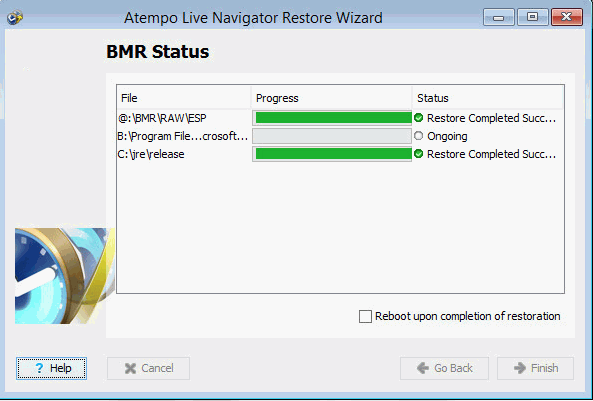 Atempo Live Navigator Restore Wizard
BMR Status
File Progress Status
@:\BMR\RAW\ESP Restore Completed Succ...
B:\Program File...crosoft... Ongoing
C:\jre\release Restore Completed Succ...
Reboot upon completion of restoration
? Help Cancel Go Back Finish